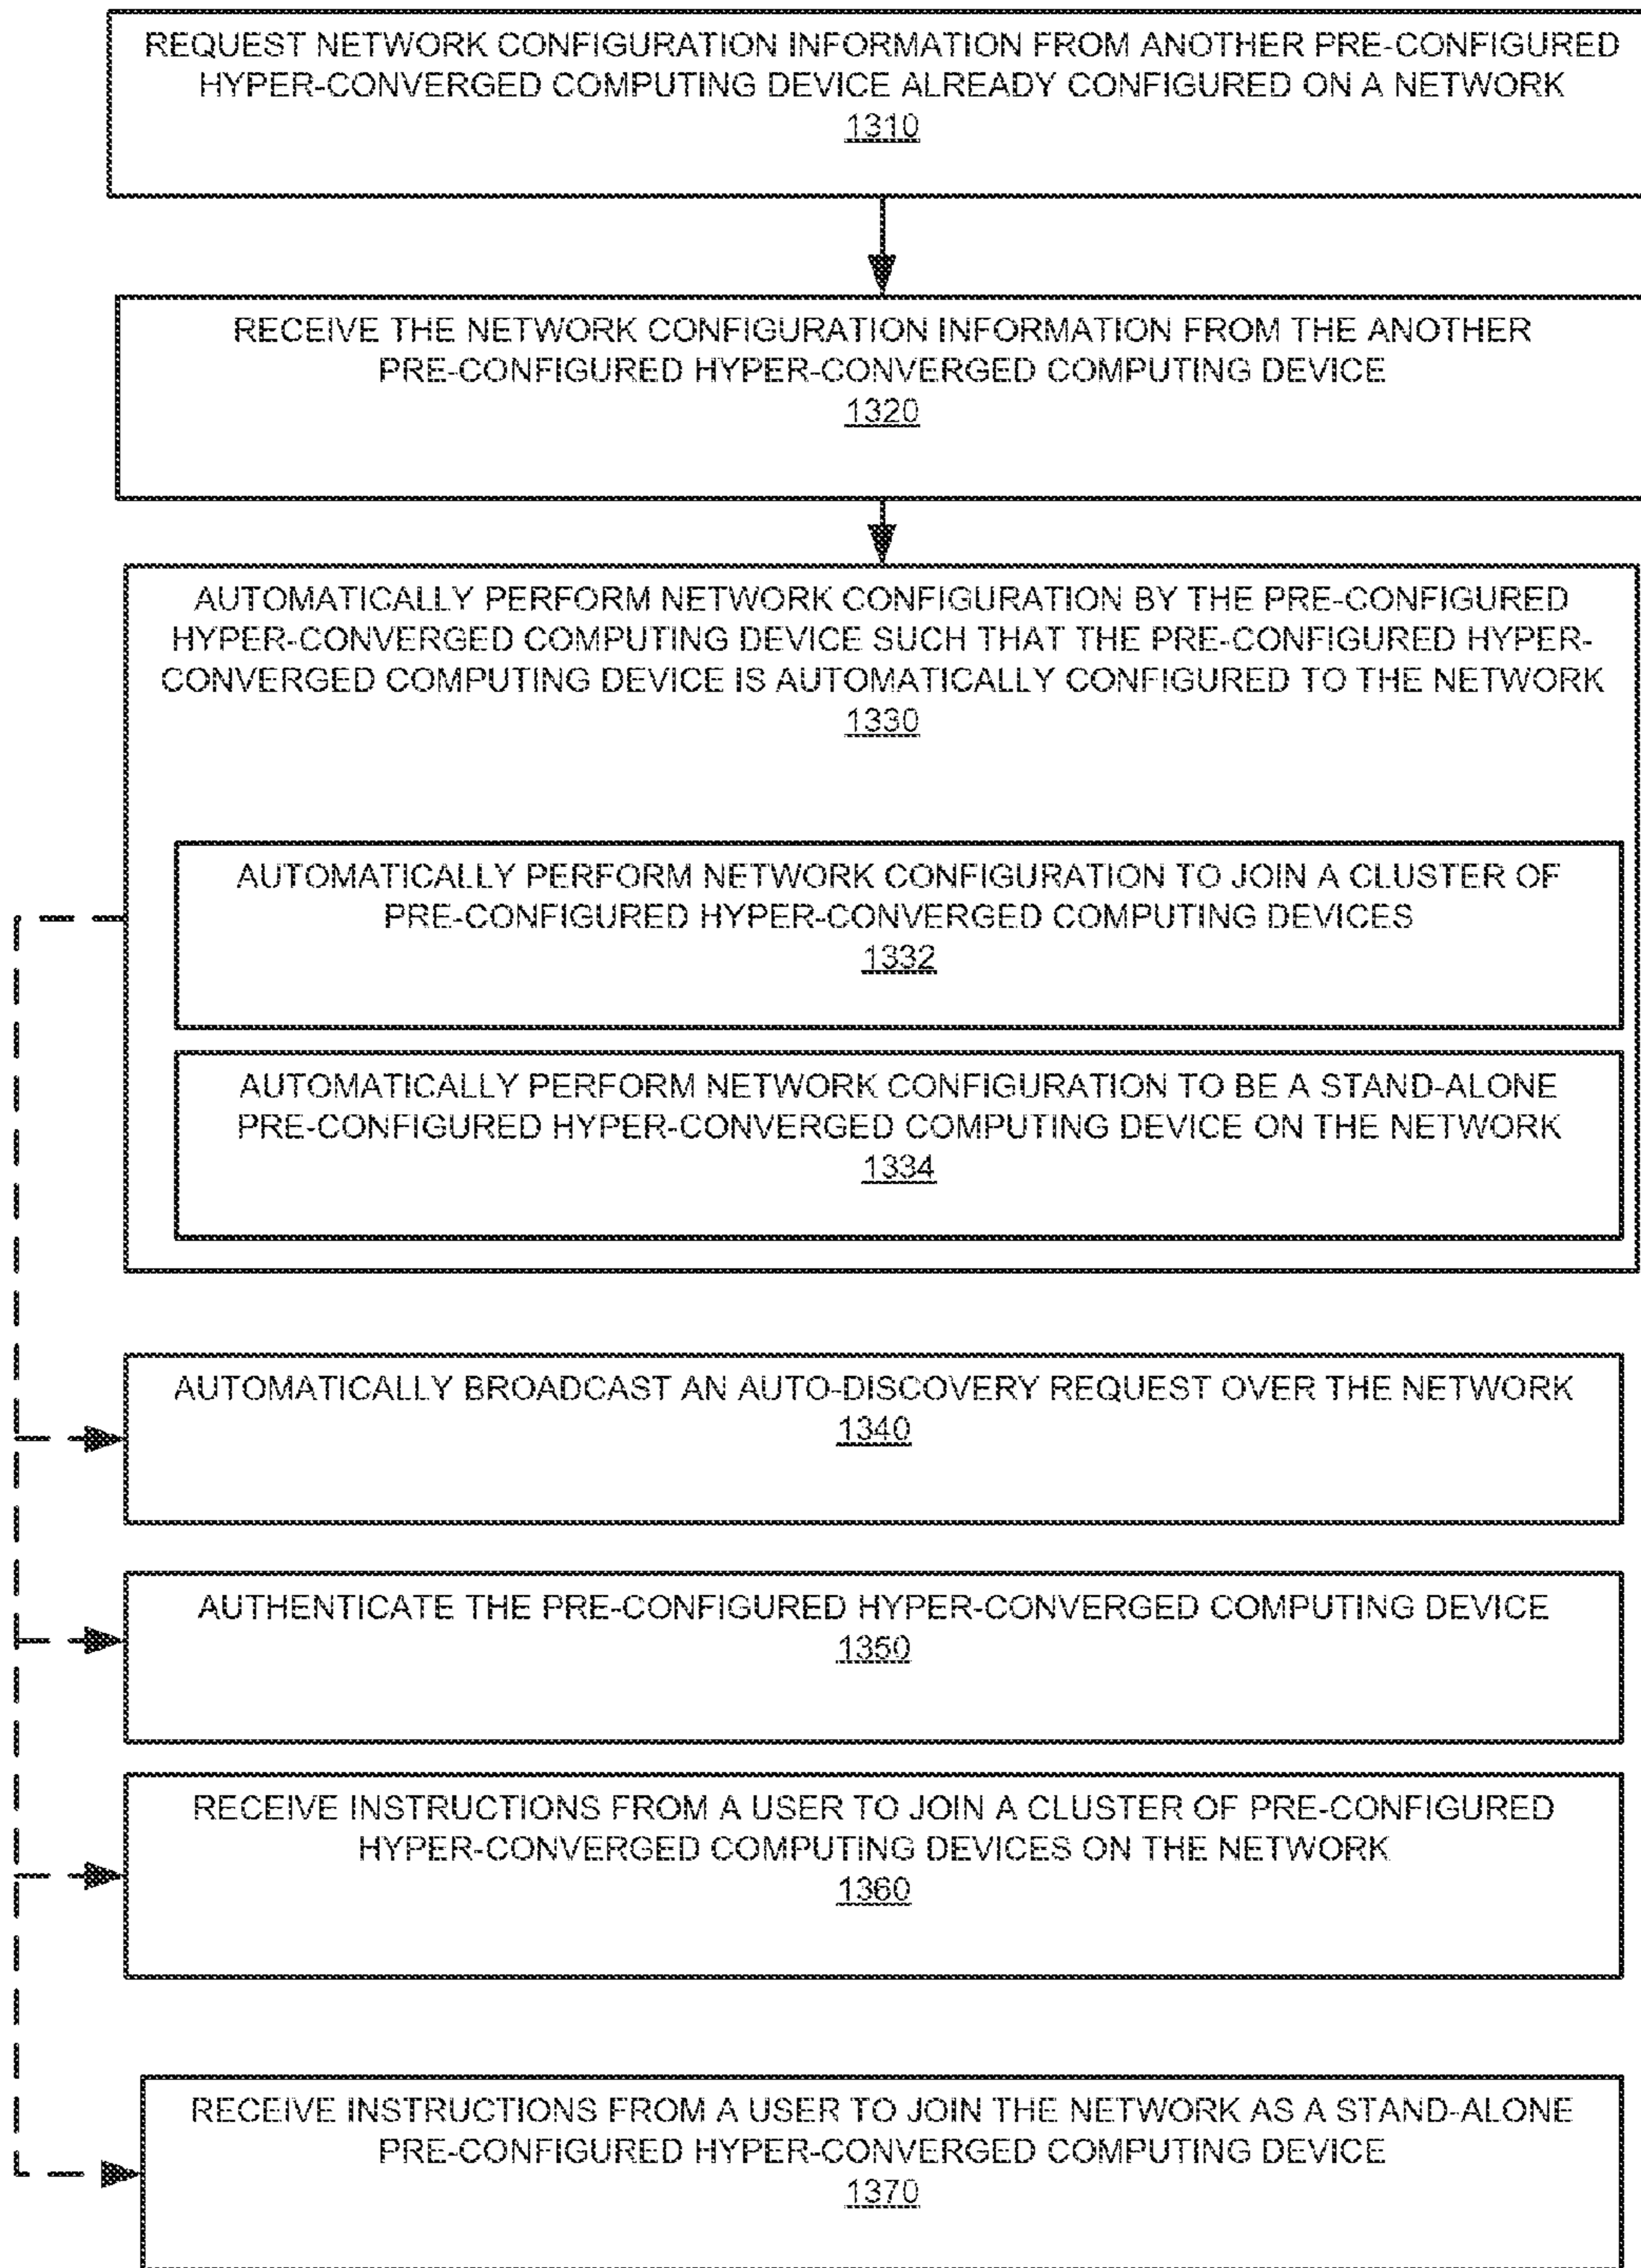 REQUEST NETWORK CONFIGURATION INFORMATION FROM ANOTHER PRE-CONFIGURED
HYPER-CONVERGED COMPUTING DEVICE ALREADY CONFIGURED ON A NETWORK
1310
RECEIVE THE NETWORK CONFIGURATION INFORMATION FROM THE ANOTHER
PRE-CONFIGURED HYPER-CONVERGED COMPUTING DEVICE
1320
AUTOMATICALLY PERFORM NETWORK CONFIGURATION BY THE PRE-CONFIGURED
HYPER-CONVERGED COMPUTING DEVICE SUCH THAT THE PRE-CONFIGURED HYPER-
CONVERGED COMPUTING DEVICE IS AUTOMATICALLY CONFIGURED TO THE NETWORK
1330
AUTOMATICALLY PERFORM NETWORK CONFIGURATION TO JOIN A CLUSTER OF
PRE-CONFIGURED HYPER-CONVERGED COMPUTING DEVICES
1332
AUTOMATICALLY PERFORM NETWORK CONFIGURATION TO BE A STAND-ALONE
PRE-CONFIGURED HYPER-CONVERGED COMPUTING DEVICE ON THE NETWORK
1334
AUTOMATICALLY BROADCAST AN AUTO-DISCOVERY REQUEST OVER THE NETWORK
1340
AUTHENTICATE THE PRE-CONFIGURED HYPER-CONVERGED COMPUTING DEVICE
1350
RECEIVE INSTRUCTIONS FROM A USER TO JOIN A CLUSTER OF PRE-CONFIGURED
HYPER-CONVERGED COMPUTING DEVICES ON THE NETWORK
1360
RECEIVE INSTRUCTIONS FROM A USER TO JOIN THE NETWORK AS A STAND-ALONE
PRE-CONFIGURED HYPER-CONVERGED COMPUTING DEVICE
1370